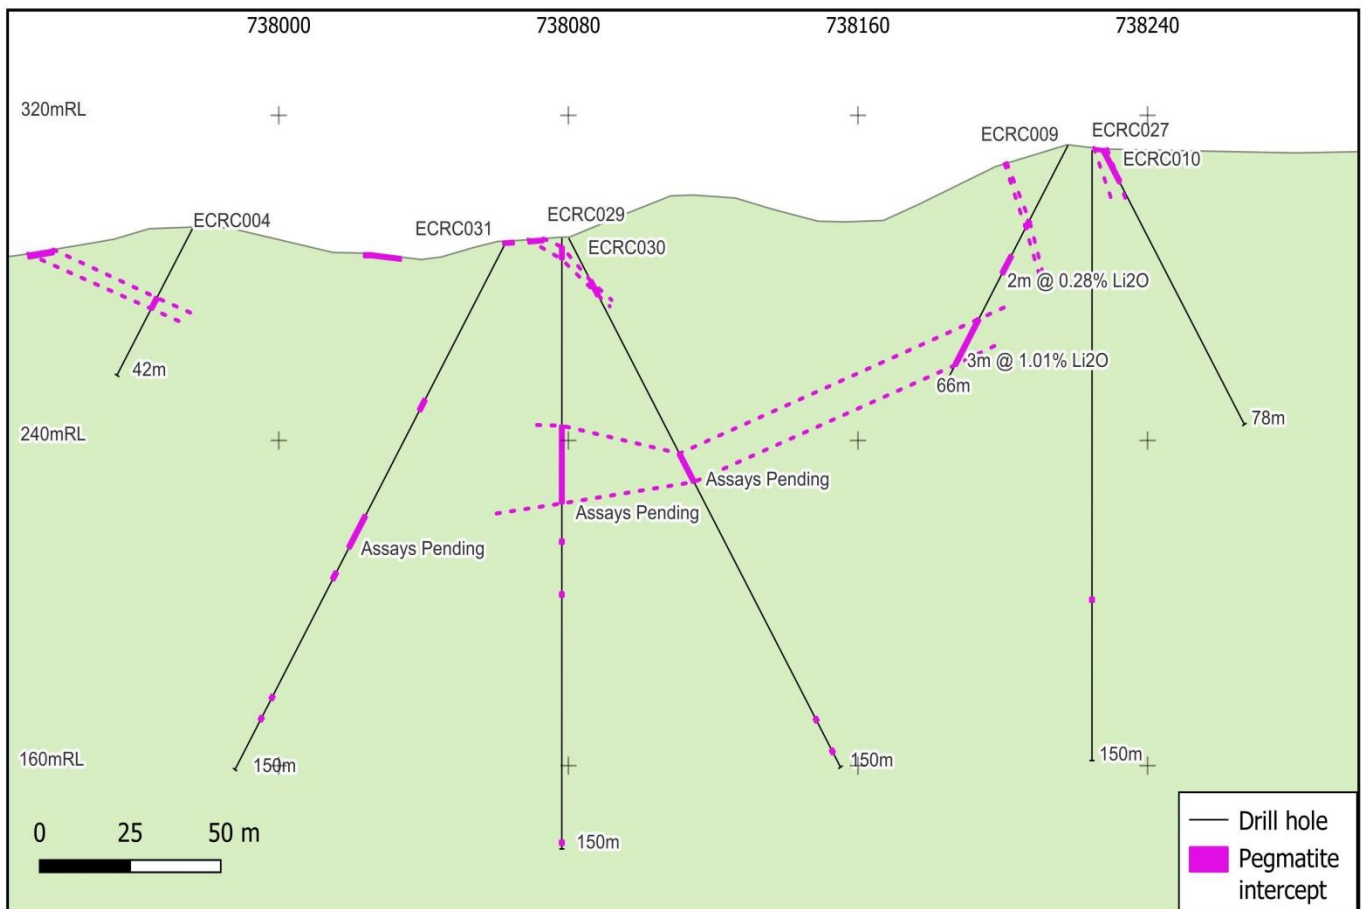 738000
738080
738160
738240
320mRL
ECRC009
ECRC027
ECRC010
ECRC004
ECRC031
ECRC029
ECRC030
2m @ 0.28% Li2O
3m @ 1.01% Li2O
42m
66m
78m
240mRL
Assays Pending
Assays Pending
Assays Pending
160mRL
150m
150m
150m
150m
0 25 50 m
Drill hole
Pegmatite
intercept